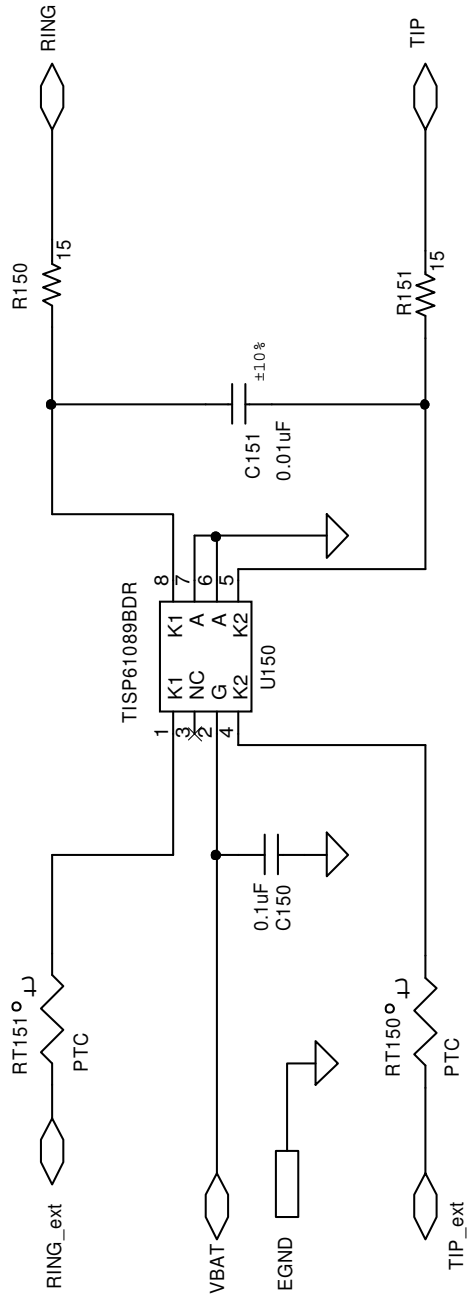 RING_ext
RT151
PTC
VBAT
EGND
RT150
PTC
TIP_ext
0.1uF
C150
TISP61089BDR
1
3
2
4
K1
NC
G
K2
K1
A
A
K2
8
7
6
5
U150
C151
0.01uF
±10%
R150
15
R151
15
RING
TIP